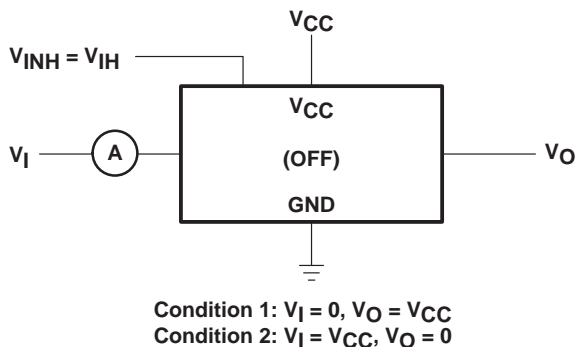 VCC
VINH = VIH
VCC
VI
A
(OFF)
VO
GND
Condition 1: VI = 0, VO = VCC
Condition 2: VI = VCC, VO = 0